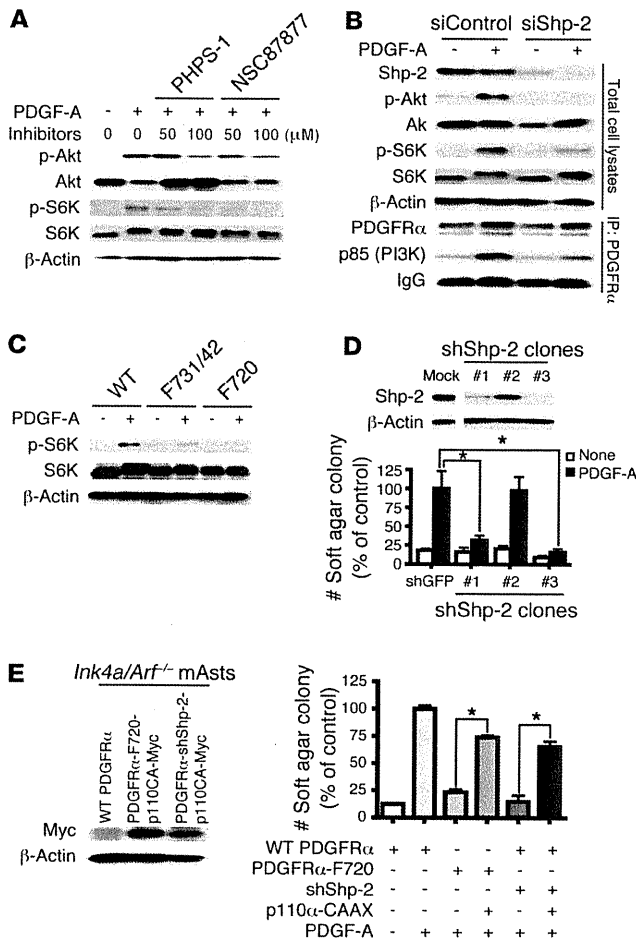 A
PHPS-1
NSC87877
PDGF-A - + + + + +
Inhibitors 0 0 50 100 50 100 (μM)
p-Akt
Akt
p-S6K
S6K
β-Actin
B
siControl siShp-2
PDGF-A - + - +
Shp-2
p-Akt
Ak
p-S6K
S6K
β-Actin
Total cell lysates
PDGFRα
p85 (PI3K)
IgG
IP: PDGFRα
C
WT
F731/42
F720
PDGF-A - + - + - +
p-S6K
S6K
β-Actin
D
shShp-2 clones
Mock #1 #2 #3
Shp-2
β-Actin
* *
None
PDGF-A
# Soft agar colony
(% of control)
125
100
75
50
25
0
shGFP #1 #2 #3
shShp-2 clones
E
Ink4a/Arf–/– mAsts
WT PDGFRα
PDGFRα-F720-
p110CA-Myc
PDGFRα-shShp-2-
p110CA-Myc
Myc
β-Actin
# Soft agar colony
(% of control)
125
100
75
50
25
0
* *
WT PDGFRα + + - - + +
PDGFRα-F720 - - + + - -
shShp-2 - - - - + +
p110α-CAAX - - - + - +
PDGF-A - + + + + +